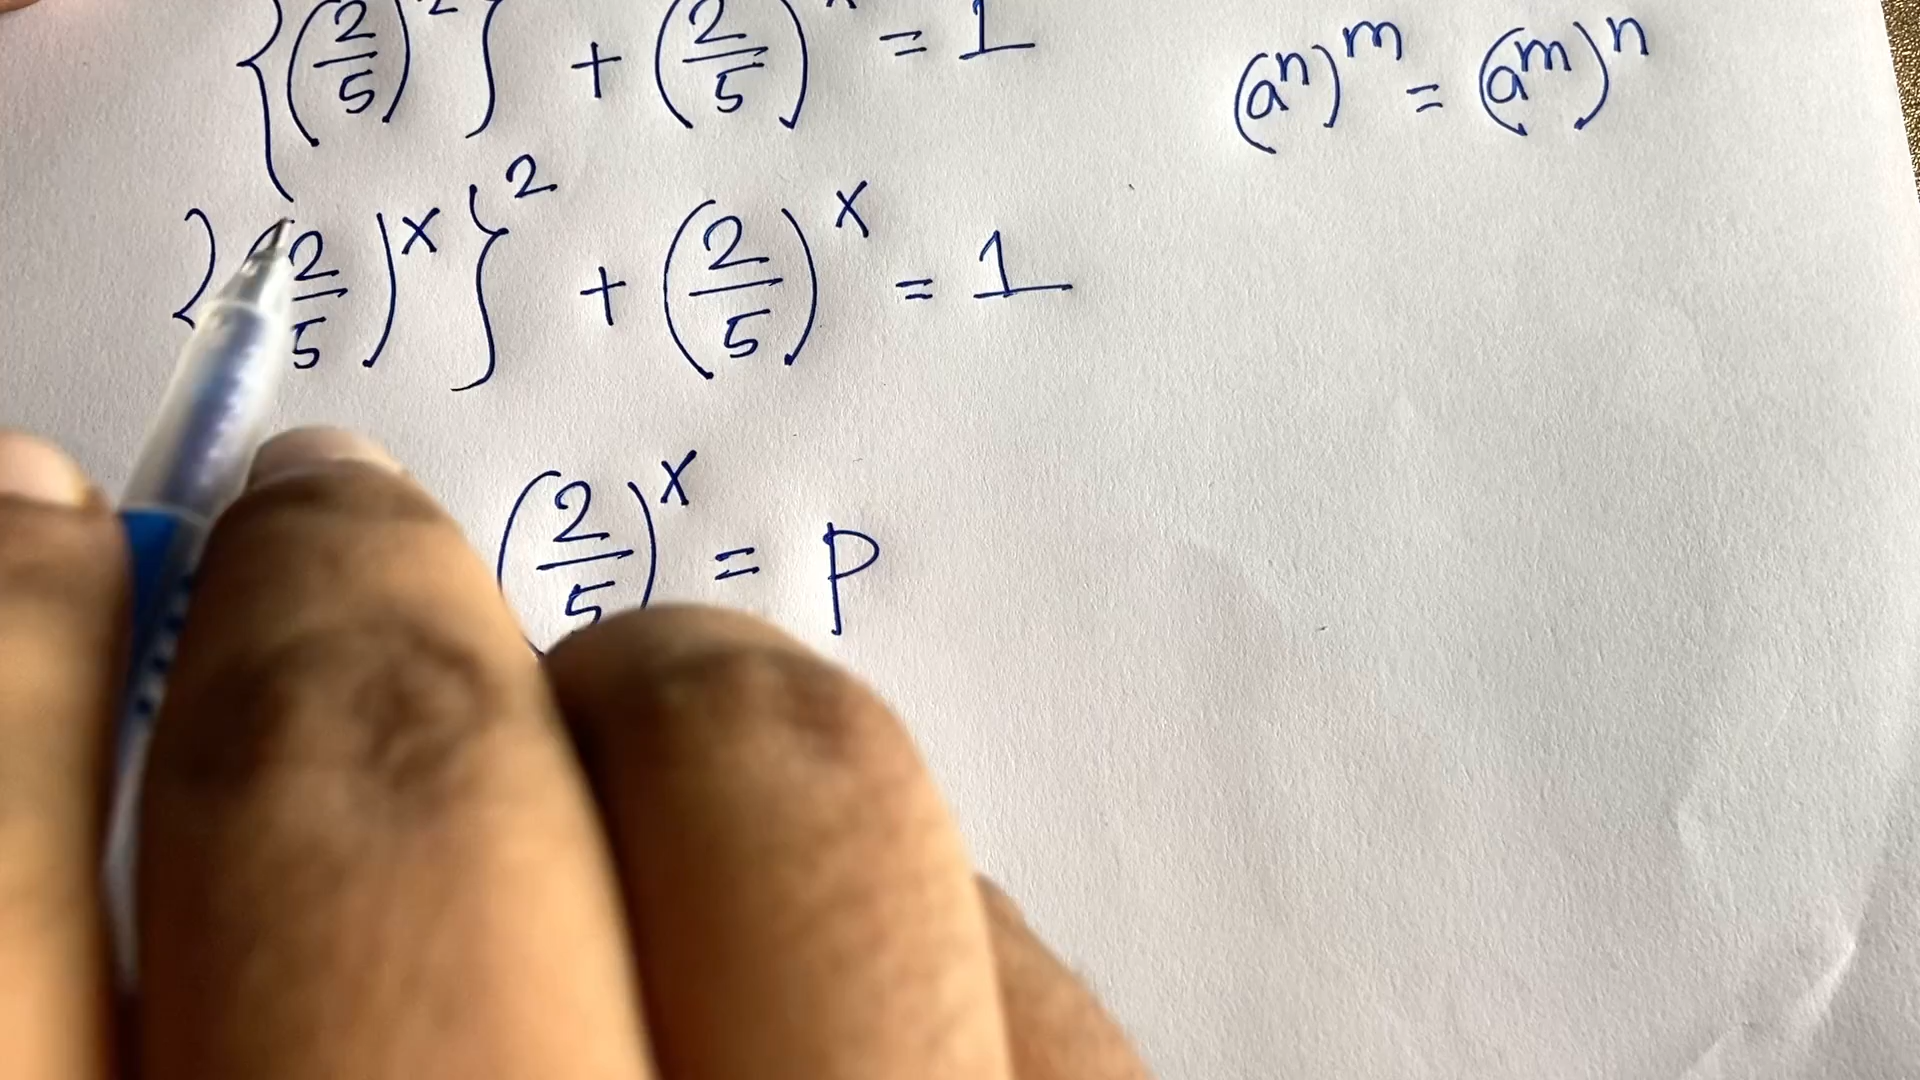 {(2/5)^2} + (2/5)^x = 1
(a^n)^m = (a^m)^n
{(2/5)^x}^2 + (2/5)^x = 1
(2/5)^x = p